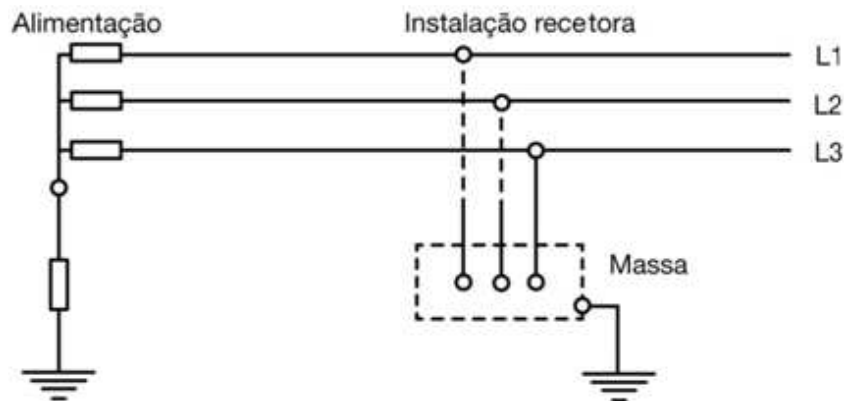 Alimentação
Instalação recetora
L1
L2
L3
Massa